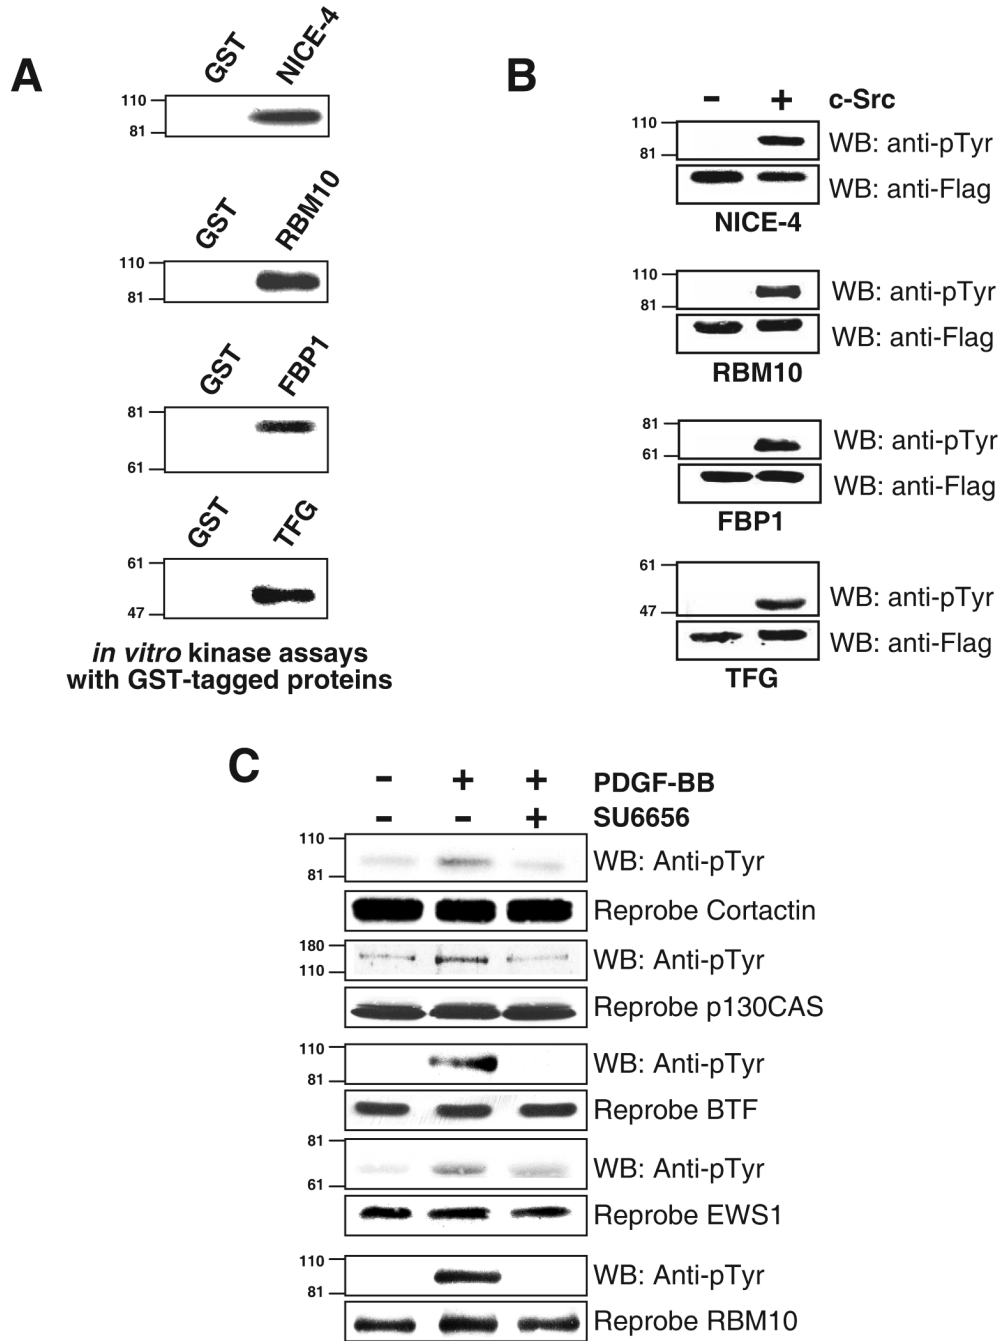 A
GST NICE-4
110
81
GST RBM10
110
81
GST FBP1
81
61
GST TFG
61
47
in vitro kinase assays
with GST-tagged proteins
B
- + c-Src
110
81
WB: anti-pTyr
WB: anti-Flag
NICE-4
110
81
WB: anti-pTyr
WB: anti-Flag
RBM10
81
61
WB: anti-pTyr
WB: anti-Flag
FBP1
61
47
WB: anti-pTyr
WB: anti-Flag
TFG
C
- + + PDGF-BB
- - + SU6656
110
81
WB: Anti-pTyr
Reprobe Cortactin
180
110
WB: Anti-pTyr
Reprobe p130CAS
110
81
WB: Anti-pTyr
Reprobe BTF
81
61
WB: Anti-pTyr
Reprobe EWS1
110
81
WB: Anti-pTyr
Reprobe RBM10